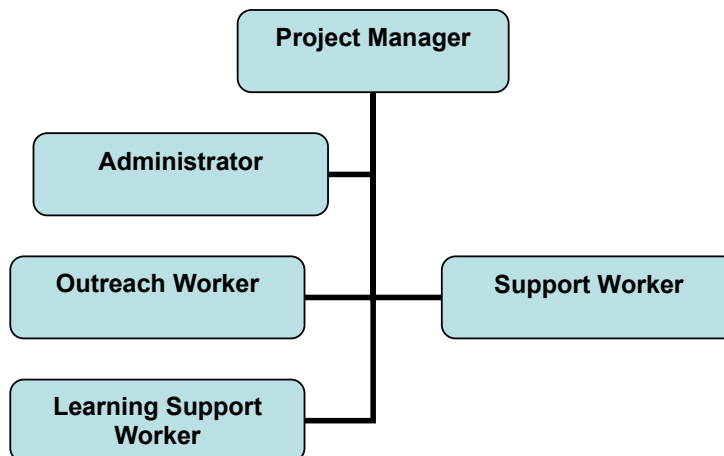 Project Manager
Administrator
Outreach Worker
Support Worker
Learning Support
Worker